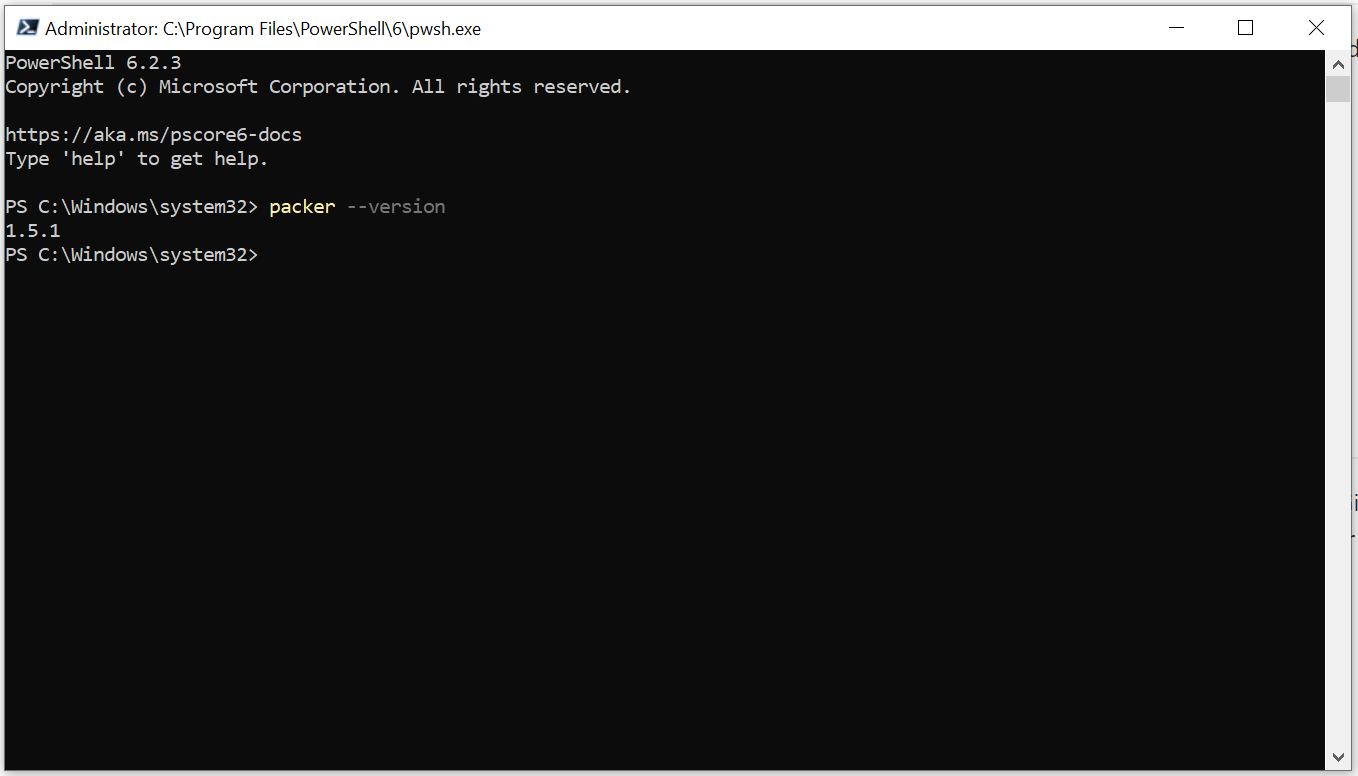 Administrator: C:\Program Files\PowerShell\6\pwsh.exe
PowerShell 6.2.3
Copyright (c) Microsoft Corporation. All rights reserved.
https://aka.ms/pscore6-docs
Type 'help' to get help.
PS C:\Windows\system32> packer --version
1.5.1
PS C:\Windows\system32>